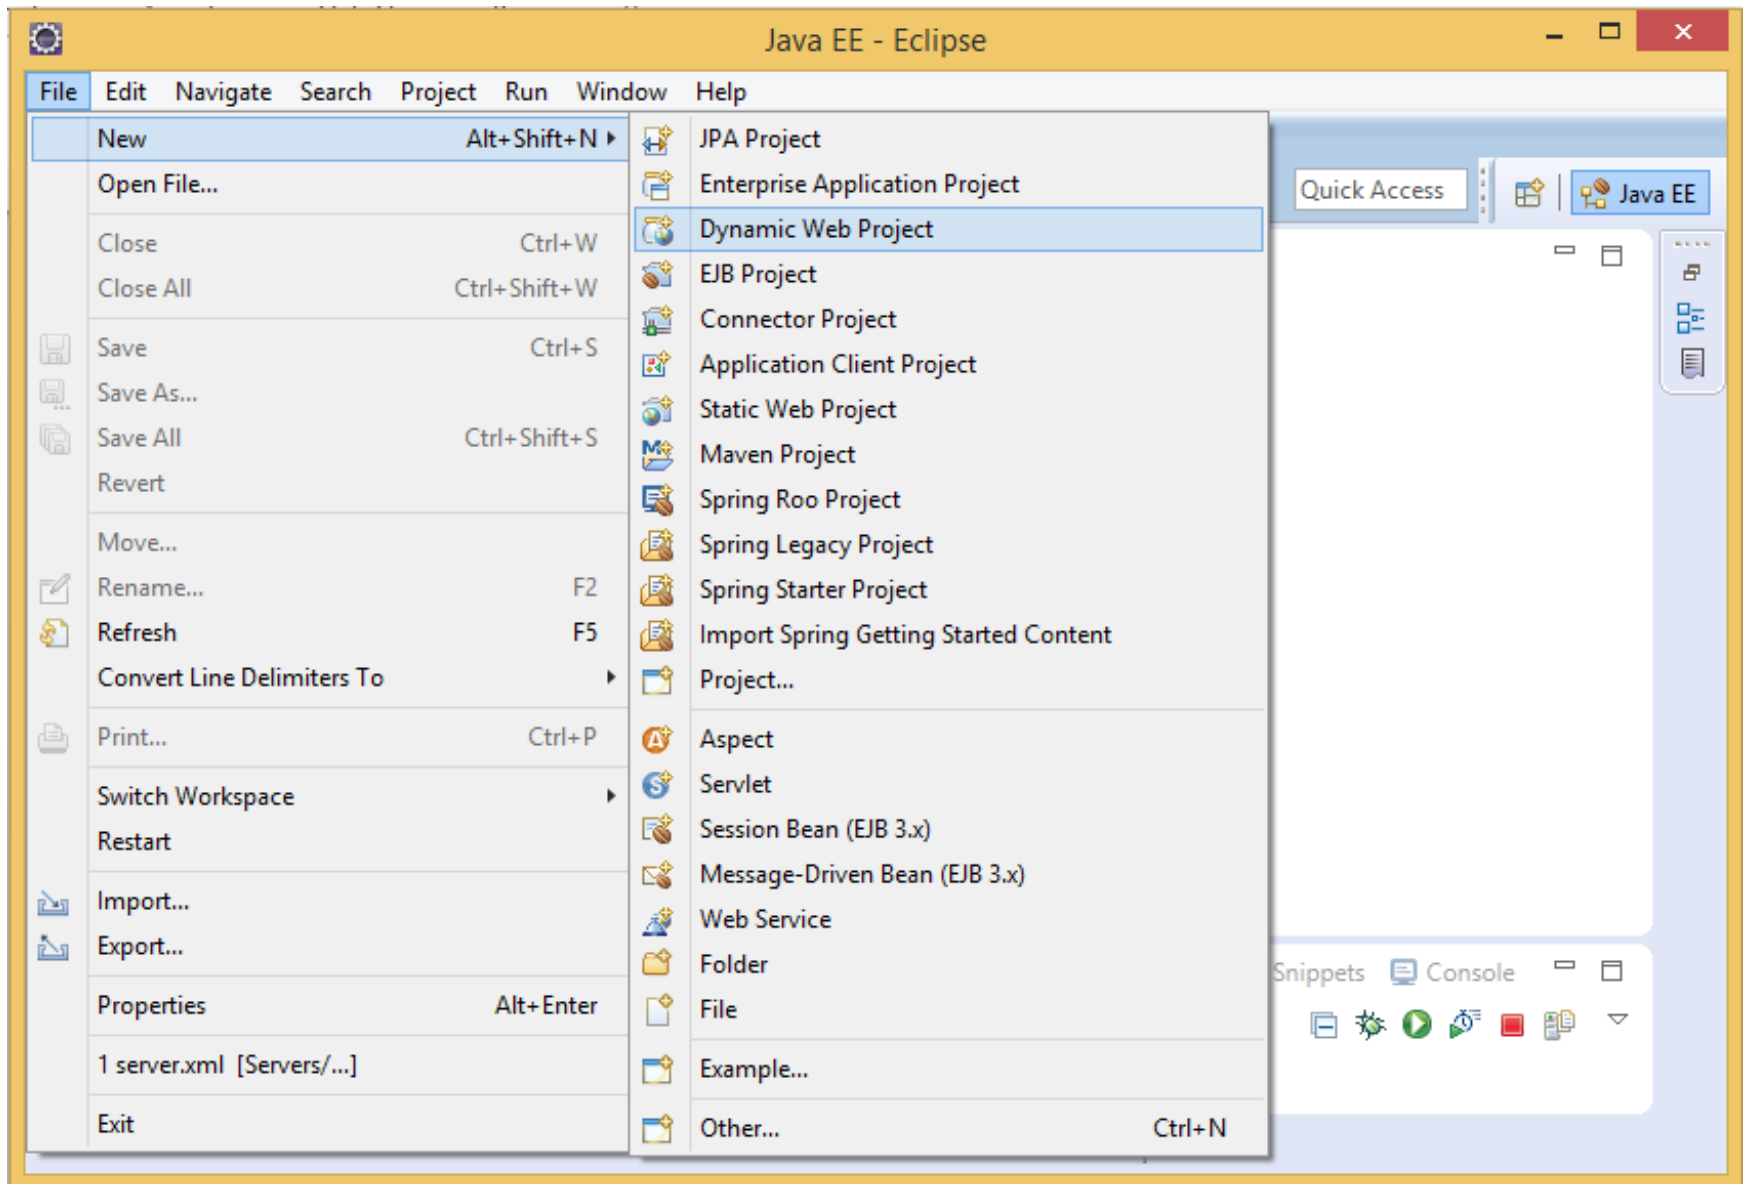 Java EE - Eclipse
File Edit Navigate Search Project Run Window Help
New Alt+Shift+N
Open File...
Close Ctrl+W
Close All Ctrl+Shift+W
Save Ctrl+S
Save As...
Save All Ctrl+Shift+S
Revert
Move...
Rename... F2
Refresh F5
Convert Line Delimiters To
Print... Ctrl+P
Switch Workspace
Restart
Import...
Export...
Properties Alt+Enter
1 server.xml [Servers/...]
Exit
JPA Project
Enterprise Application Project
Dynamic Web Project
EJB Project
Connector Project
Application Client Project
Static Web Project
Maven Project
Spring Roo Project
Spring Legacy Project
Spring Starter Project
Import Spring Getting Started Content
Project...
Aspect
Servlet
Session Bean (EJB 3.x)
Message-Driven Bean (EJB 3.x)
Web Service
Folder
File
Example...
Other... Ctrl+N
Quick Access Java EE
Snippets Console